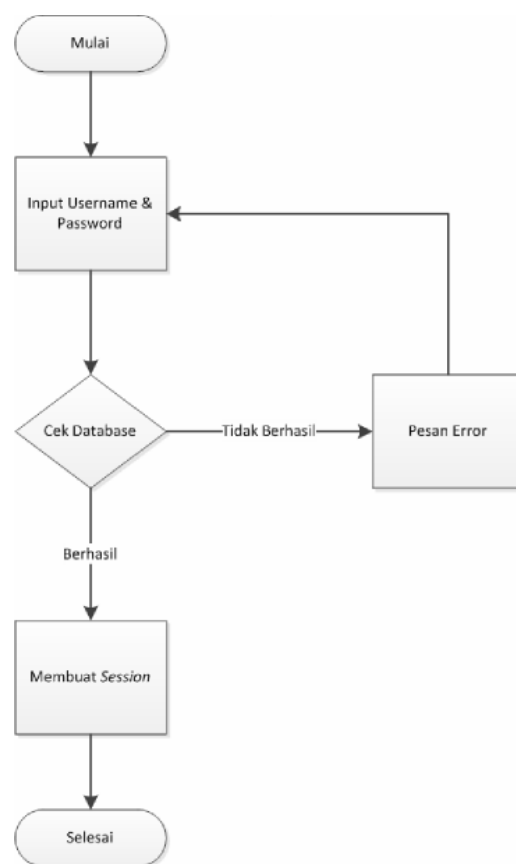 Mulai
Input Username &
Password
Cek Database
Tidak Berhasil
Pesan Error
Berhasil
Membuat Session
Selesai